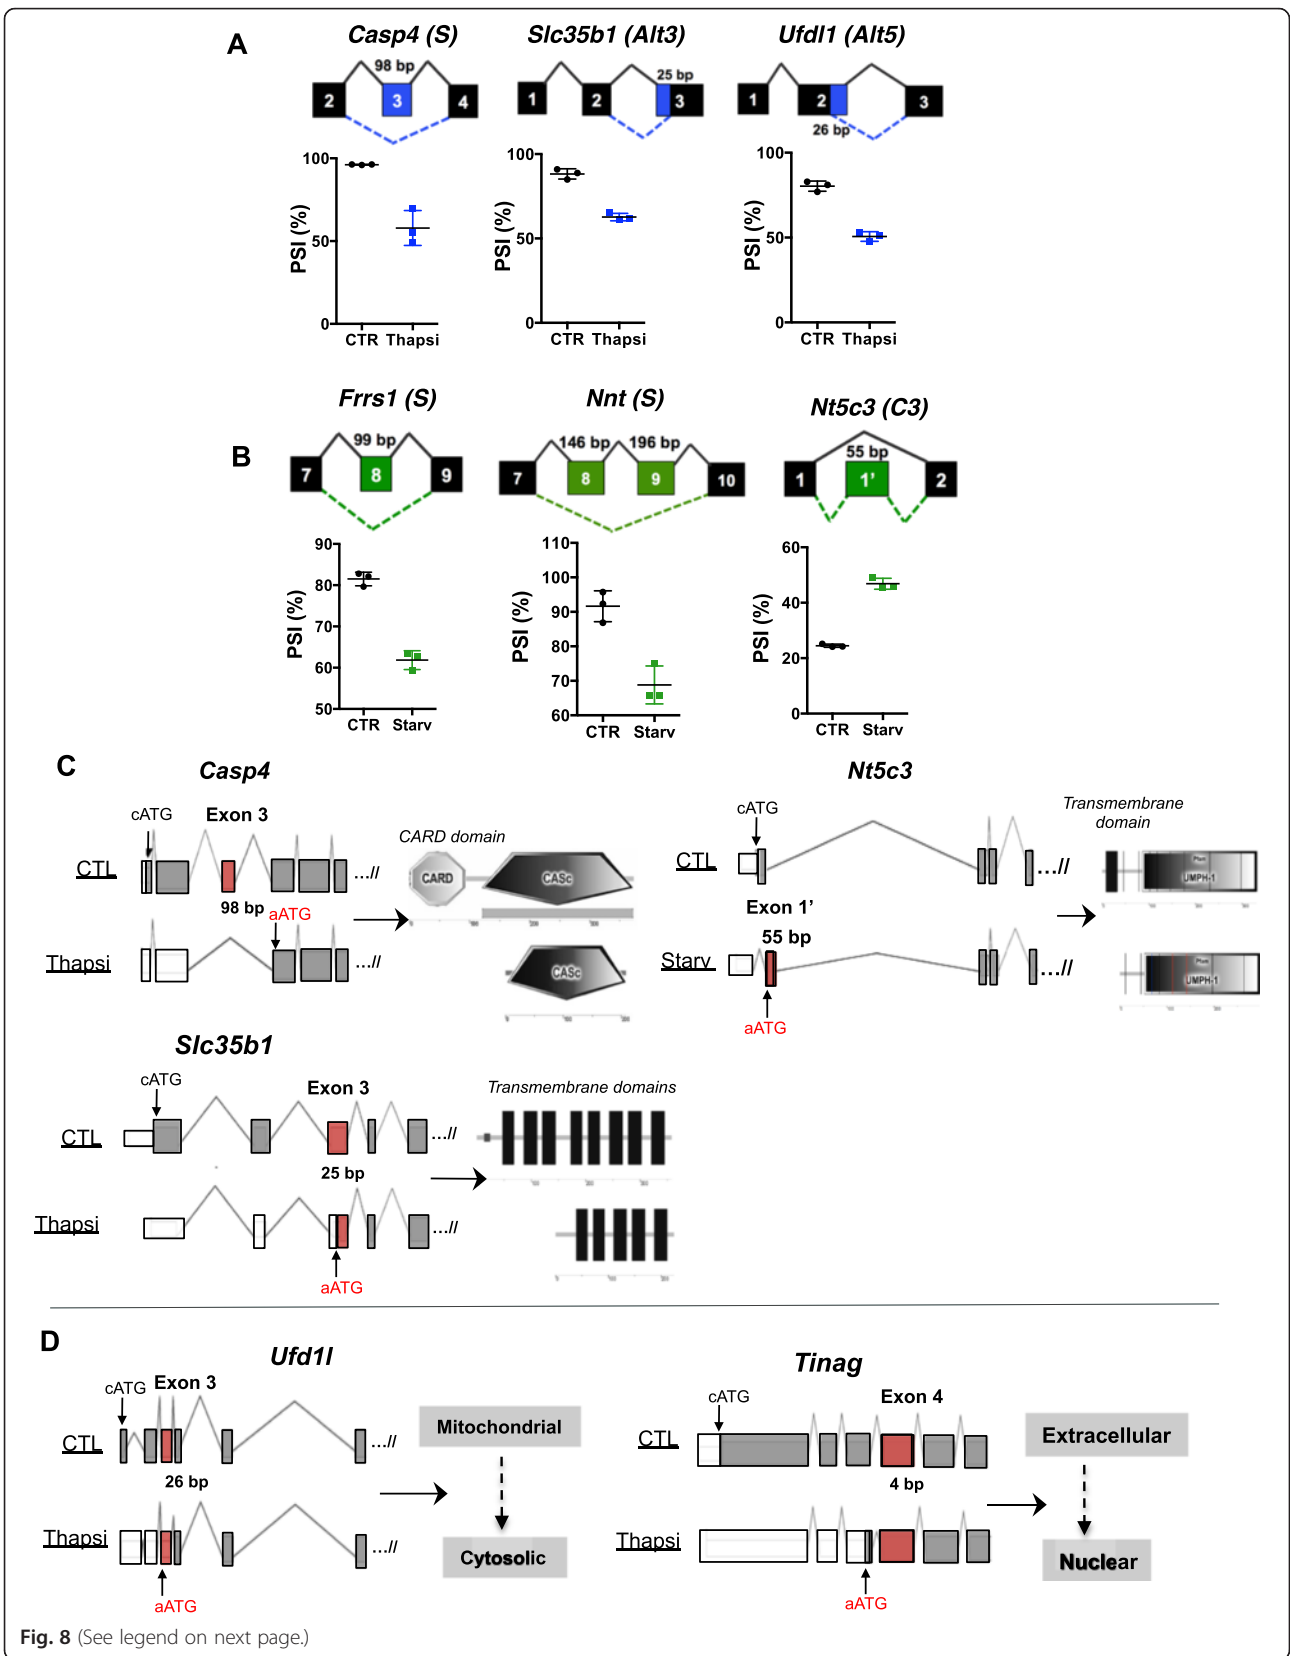 A
Casp4 (S)
Slc35b1 (Alt3)
Ufdl1 (Alt5)
98 bp
2 3 4
25 bp
1 2 3
1 2 3
26 bp
PSI (%)
100
50
0
CTR Thapsi
PSI (%)
100
50
0
CTR Thapsi
PSI (%)
100
50
0
CTR Thapsi
B
Frrs1 (S)
Nnt (S)
Nt5c3 (C3)
99 bp
7 8 9
146 bp 196 bp
7 8 9 10
55 bp
1 1’ 2
PSI (%)
90
80
70
60
50
CTR Starv
PSI (%)
110
100
90
80
70
60
CTR Starv
PSI (%)
60
40
20
0
CTR Starv
C
Casp4
cATG
Exon 3
CTL
...//
98 bp
aATG
Thapsi
...//
CARD domain
CARD
CASc
CASc
Nt5c3
cATG
CTL
...//
Exon 1’
55 bp
Starv
...//
aATG
Transmembrane
domain
Pfam
UMPH-1
Pfam
UMPH-1
Slc35b1
cATG
Exon 3
CTL
...//
25 bp
Thapsi
...//
aATG
Transmembrane domains
D
Ufd1l
cATG
Exon 3
CTL
...//
26 bp
Thapsi
...//
aATG
Mitochondrial
Cytosolic
Tinag
cATG
Exon 4
CTL
4 bp
Thapsi
aATG
Extracellular
Nuclear
Fig. 8 (See legend on next page.)